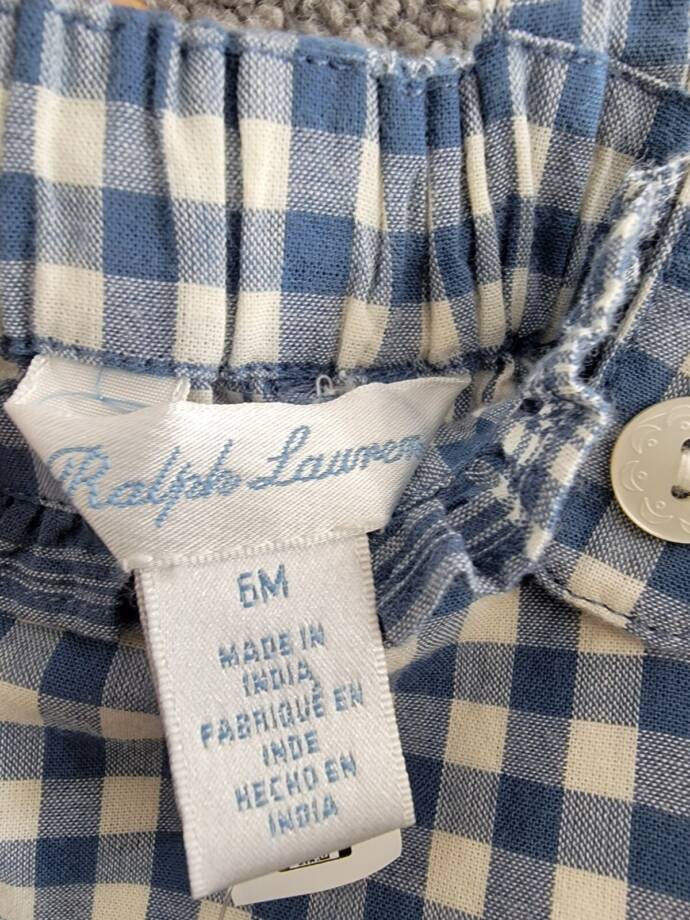 Ralph Lauren
6M
MADE IN
INDIA
FABRIQUÉ EN
INDE
HECHO EN
INDIA